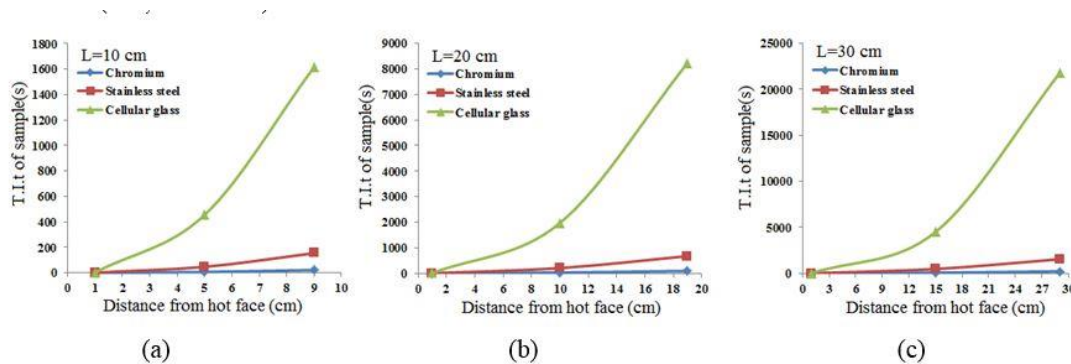 L=10 cm
Chromium
Stainless steel
Cellular glass
T.I.t of sample(s)
1800
1600
1400
1200
1000
800
600
400
200
0
0 1 2 3 4 5 6 7 8 9 10
Distance from hot face (cm)
(a)
L=20 cm
Chromium
Stainless steel
Cellular glass
T.I.t of sample(s)
9000
8000
7000
6000
5000
4000
3000
2000
1000
0
0 2 4 6 8 10 12 14 16 18 20
Distance from hot face (cm)
(b)
L=30 cm
Chromium
Stainless steel
Cellular glass
T.I.t of sample(s)
25000
20000
15000
10000
5000
0
0 3 6 9 12 15 18 21 24 27 30
Distance from hot face (cm)
(c)